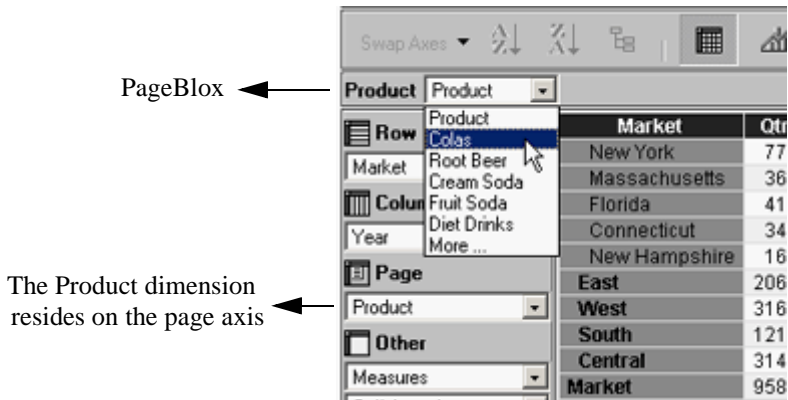 Swap Axes
PageBlox
Product Product
Product
Colas
Root Beer
Cream Soda
Fruit Soda
Diet Drinks
More ...
Row
Market
Year
Page
The Product dimension
resides on the page axis
Product
Other
Measures
Market Qtr
New York 77
Massachusetts 36
Florida 41
Connecticut 34
New Hampshire 16
East 206
West 316
South 121
Central 314
Market 958